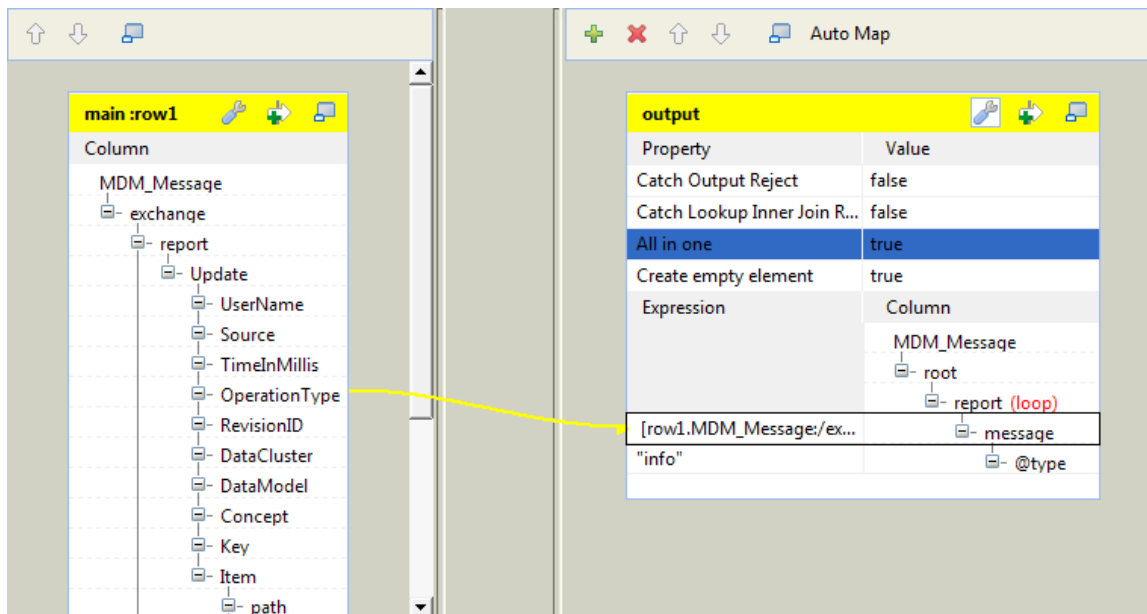 Auto Map
main :row1
Column
MDM_Message
exchange
report
Update
UserName
Source
TimeInMillis
OperationType
RevisionID
DataCluster
DataModel
Concept
Key
Item
path
output
Property Value
Catch Output Reject false
Catch Lookup Inner Join R... false
All in one true
Create empty element true
Expression Column
MDM_Message
root
report (loop)
[row1.MDM_Message:/ex... message
"info" @type